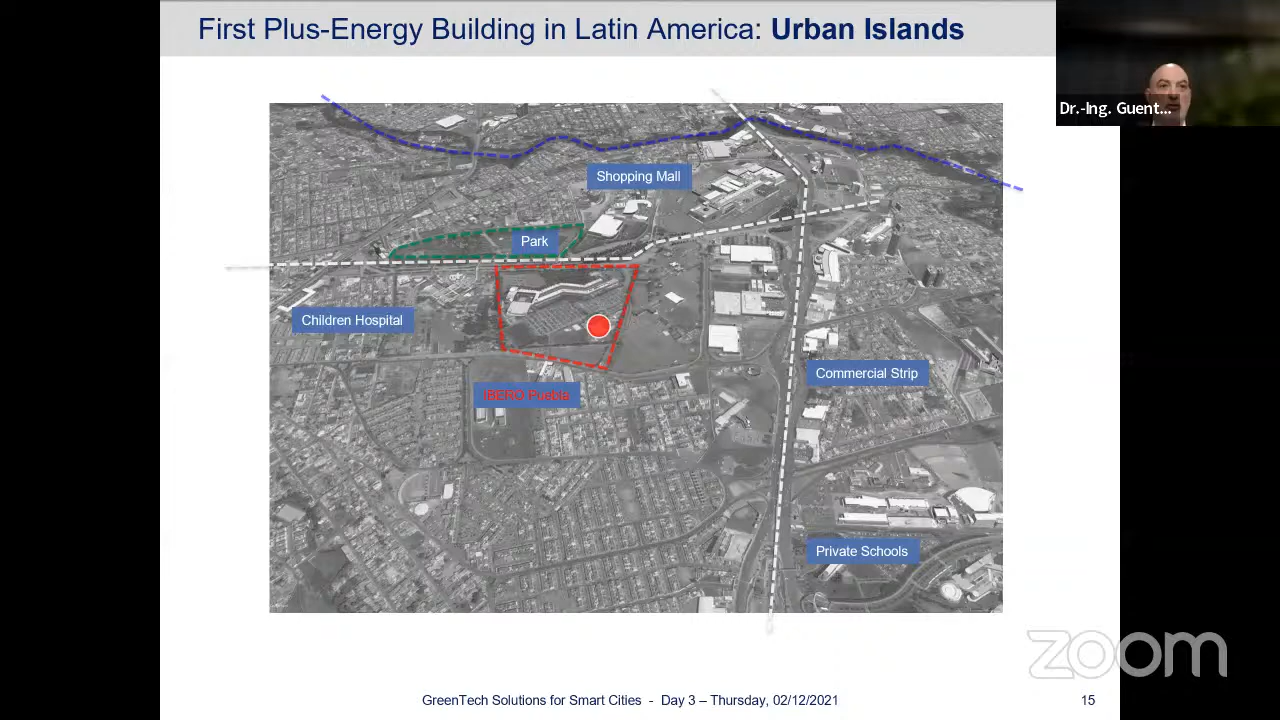 First Plus-Energy Building in Latin America: Urban Islands
Dr.-Ing. Guent...
Shopping Mall
Park
Children Hospital
Commercial Strip
IBERO Puebla
Private Schools
zoom
GreenTech Solutions for Smart Cities - Day 3 – Thursday, 02/12/2021
15